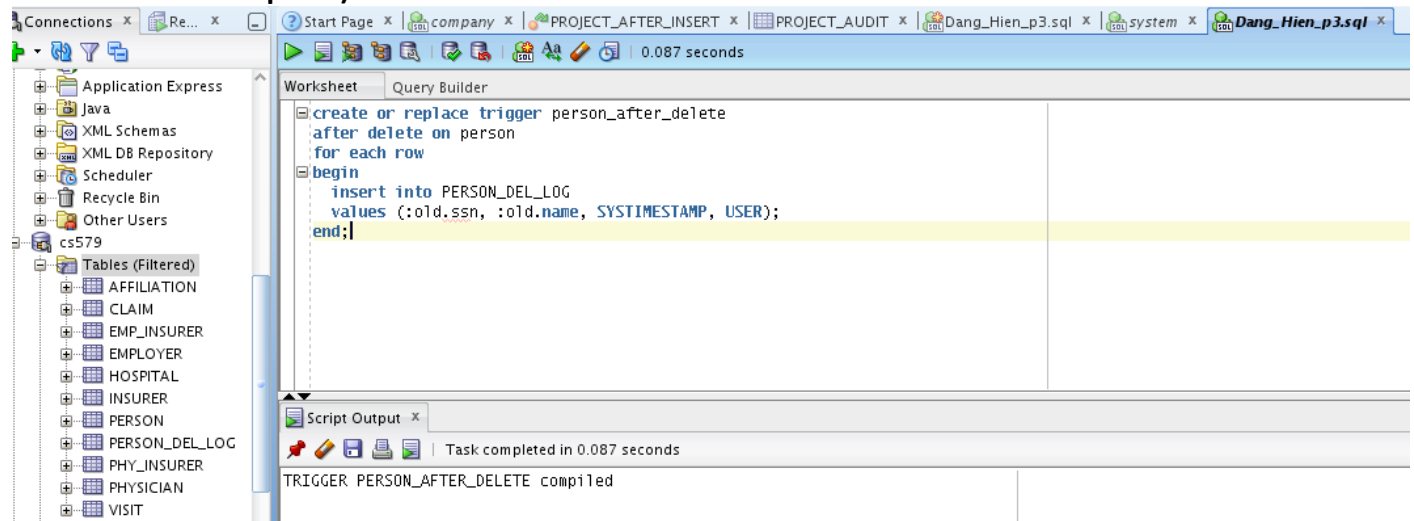 Connections
Re...
Start Page
company
PROJECT_AFTER_INSERT
PROJECT_AUDIT
Dang_Hien_p3.sql
system
Dang_Hien_p3.sql
0.087 seconds
Application Express
Java
XML Schemas
XML DB Repository
Scheduler
Recycle Bin
Other Users
cs579
Tables (Filtered)
AFFILIATION
CLAIM
EMP_INSURER
EMPLOYER
HOSPITAL
INSURER
PERSON
PERSON_DEL_LOG
PHY_INSURER
PHYSICIAN
VISIT
Worksheet
Query Builder
create or replace trigger person_after_delete
after delete on person
for each row
begin
insert into PERSON_DEL_LOG
values (:old.ssn, :old.name, SYSTIMESTAMP, USER);
end;
Script Output
Task completed in 0.087 seconds
TRIGGER PERSON_AFTER_DELETE compiled